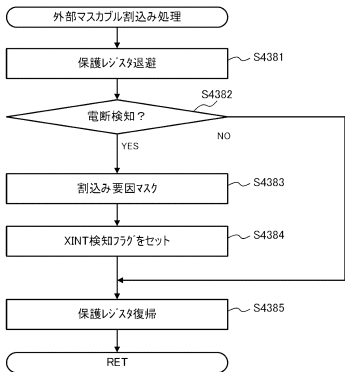 外部マスカブル割込み処理
保護レジスタ退避
S4381
S4382
電断検知？
NO
YES
割込み要因マスク
S4383
XINT検知フラグをセット
S4384
保護レジスタ復帰
S4385
RET